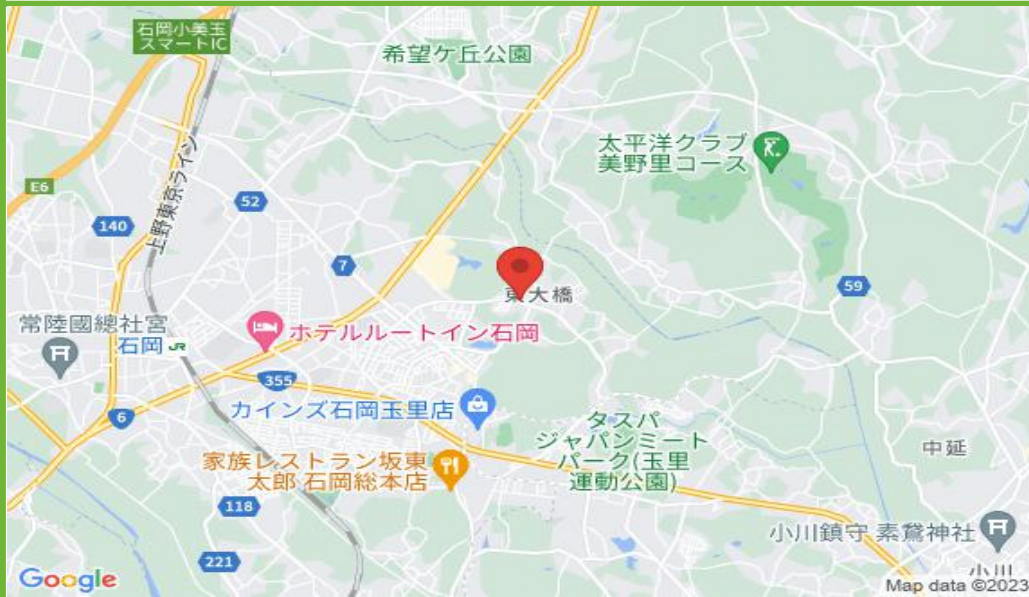 石岡小美玉
スマートIC
希望ケ丘公園
太平洋クラブ
美野里コース
上野東京ライン
E6
52
140
7
59
東大橋
常陸國總社宮
石岡
JR
ホテルルートイン石岡
355
6
カインズ石岡玉里店
タスパ
ジャパンミート
パーク(玉里
運動公園)
家族レストラン坂東
太郎 石岡総本店
中延
118
小川鎮守 素鵞神社
221
小川
Google
Map data ©2023